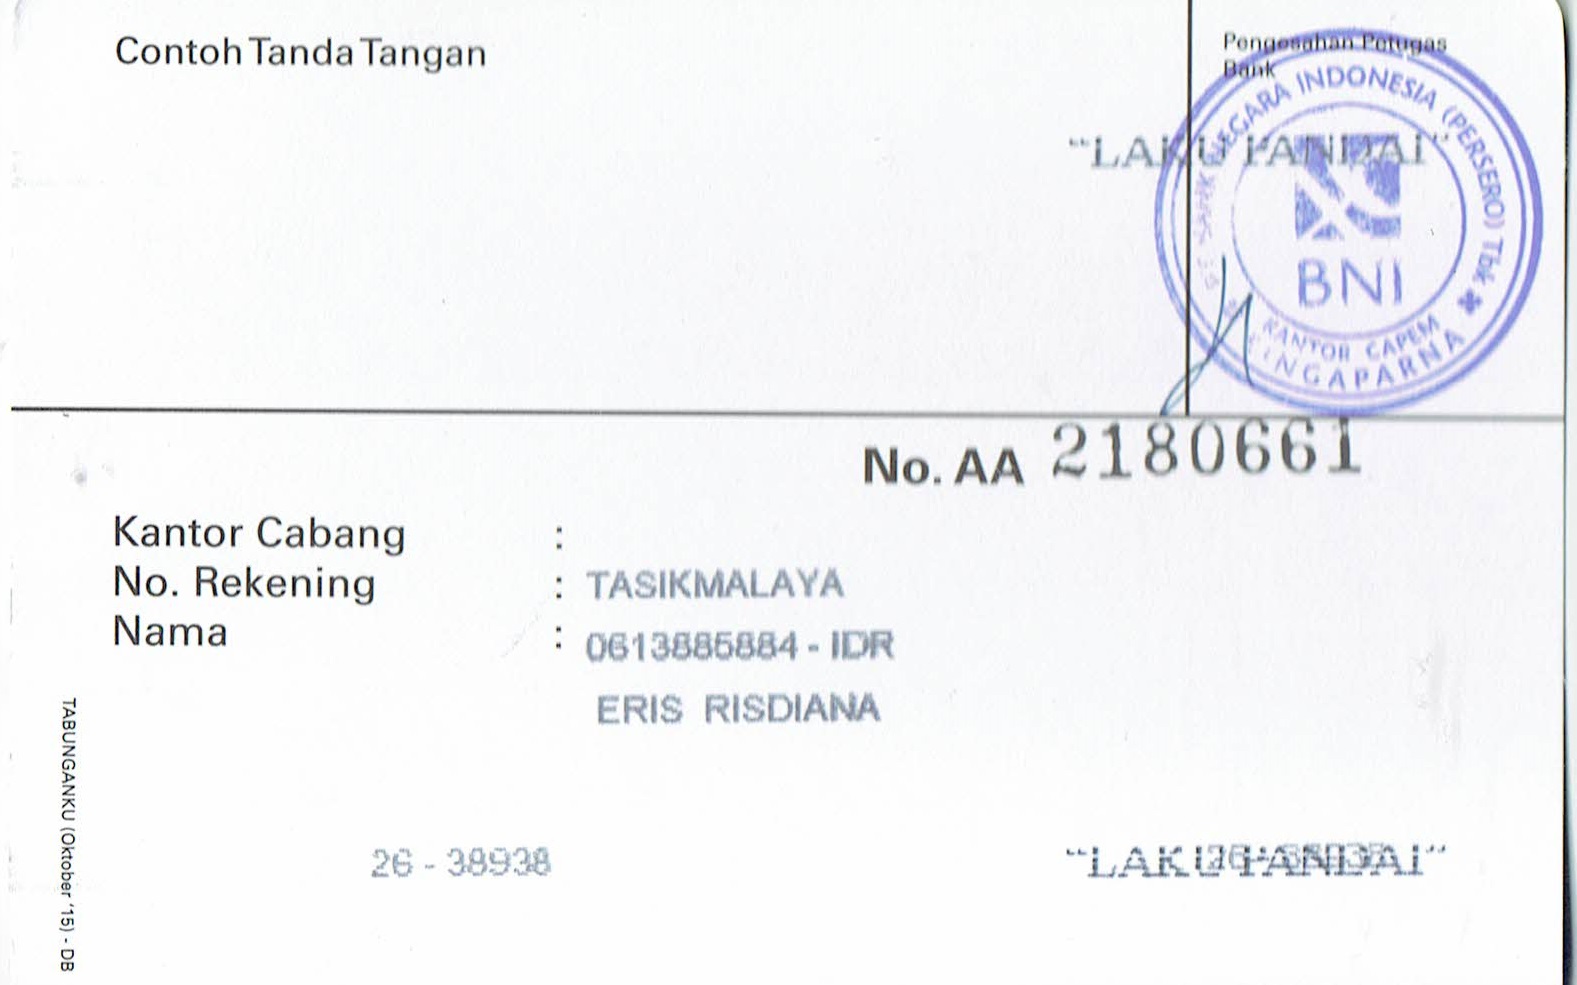 Contoh Tanda Tangan
Pengesahan Petugas
Bank
"LAKU PANDAI"
NEGARA INDONESIA (PERSERO) Tbk
BNI
KANTOR CAPEM
SINGAPARNA
No. AA 2180661
Kantor Cabang :
No. Rekening : TASIKMALAYA
Nama : 0613885884 - IDR
ERIS RISDIANA
26 - 38938
"LAKU PANDAI"
TABUNGANKU (Oktober '15) - DB